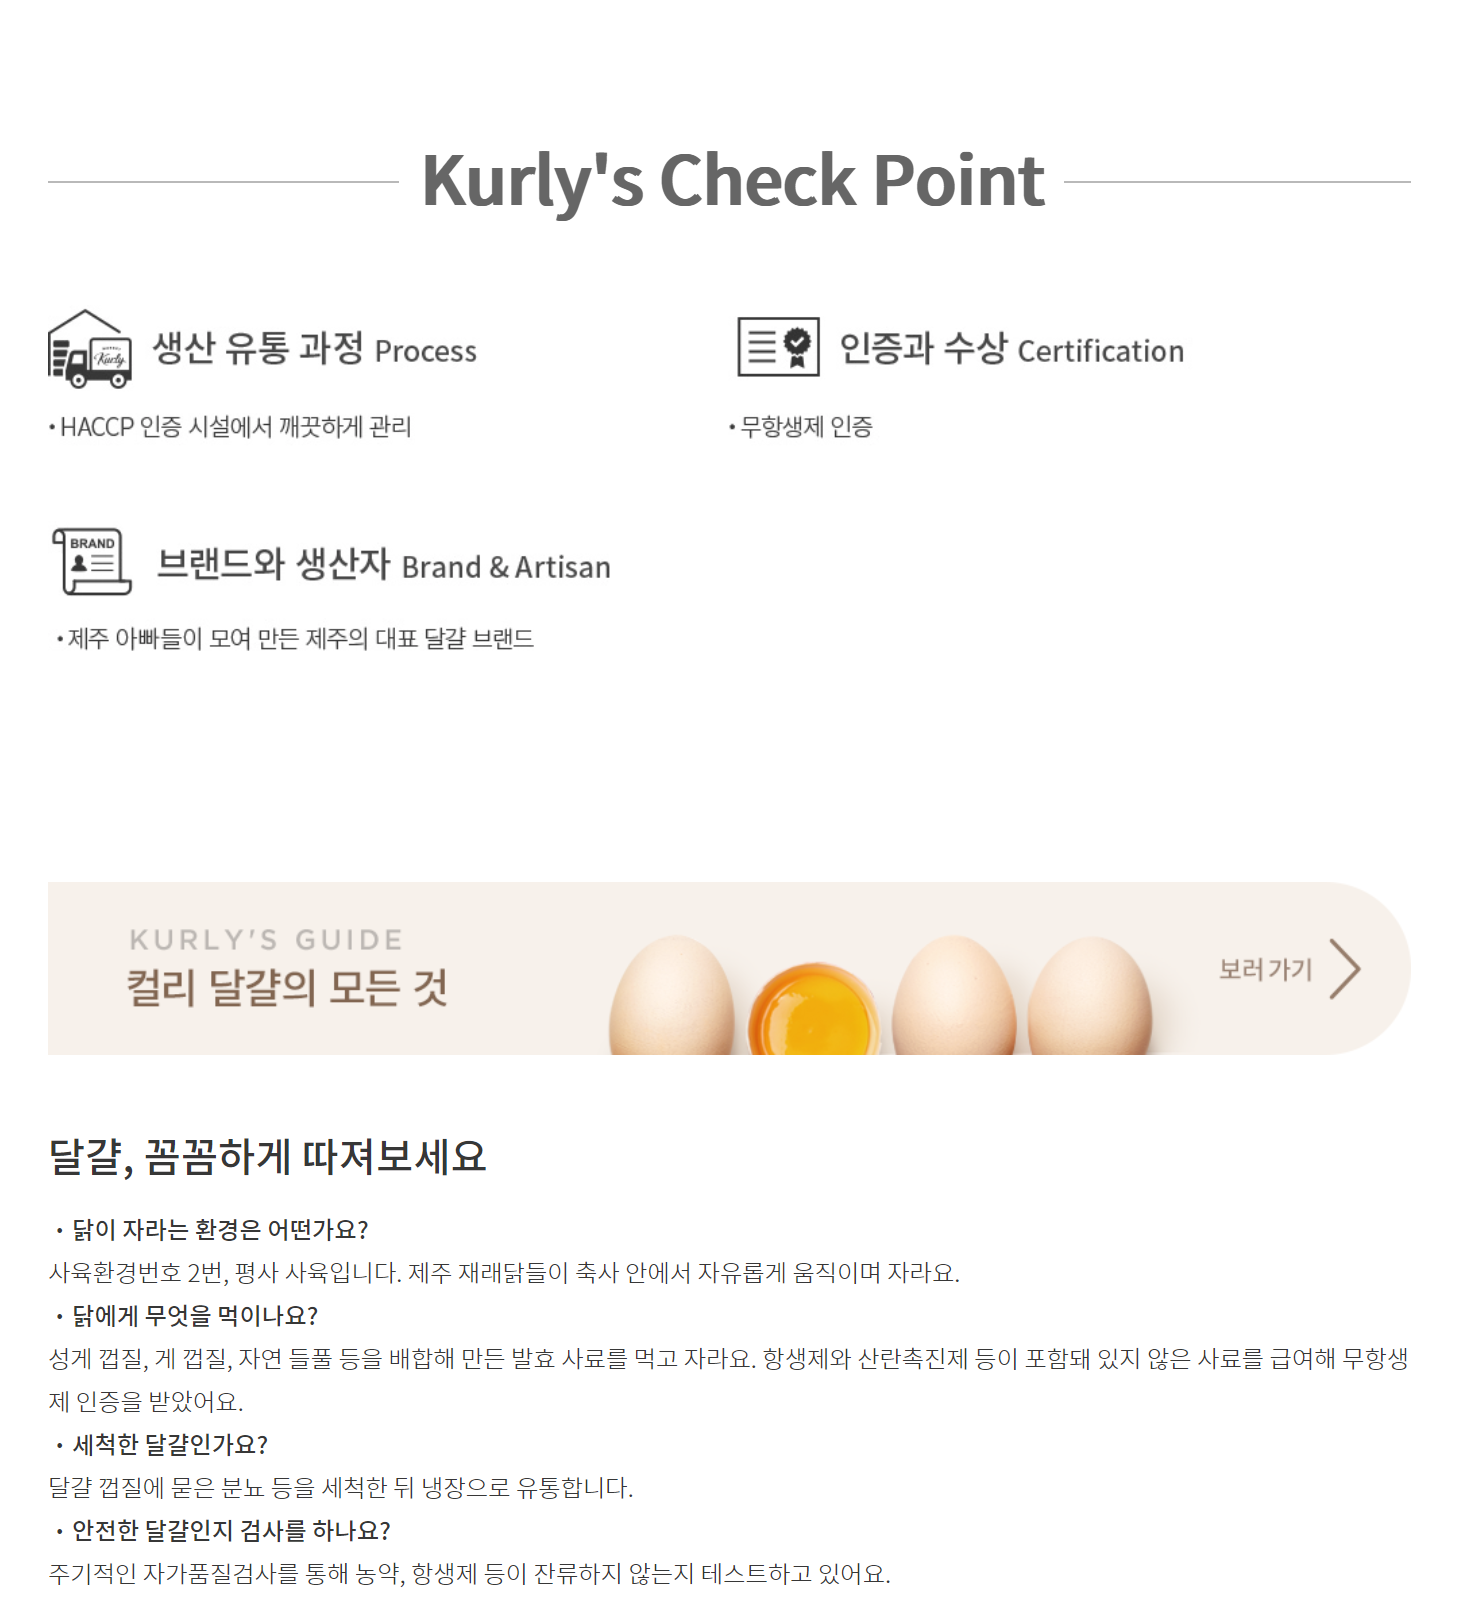 Kurly's Check Point
Kurly
생산 유통 과정 Process
• HACCP 인증 시설에서 깨끗하게 관리
인증과 수상 Certification
• 무항생제 인증
BRAND
브랜드와 생산자 Brand & Artisan
• 제주 아빠들이 모여 만든 제주의 대표 달걀 브랜드
KURLY'S GUIDE
컬리 달걀의 모든 것
보러 가기
달걀, 꼼꼼하게 따져보세요
• 닭이 자라는 환경은 어떤가요?
사육환경번호 2번, 평사 사육입니다. 제주 재래닭들이 축사 안에서 자유롭게 움직이며 자라요.
• 닭에게 무엇을 먹이나요?
성게 껍질, 게 껍질, 자연 들풀 등을 배합해 만든 발효 사료를 먹고 자라요. 항생제와 산란촉진제 등이 포함돼 있지 않은 사료를 급여해 무항생
제 인증을 받았어요.
• 세척한 달걀인가요?
달걀 껍질에 묻은 분뇨 등을 세척한 뒤 냉장으로 유통합니다.
• 안전한 달걀인지 검사를 하나요?
주기적인 자가품질검사를 통해 농약, 항생제 등이 잔류하지 않는지 테스트하고 있어요.